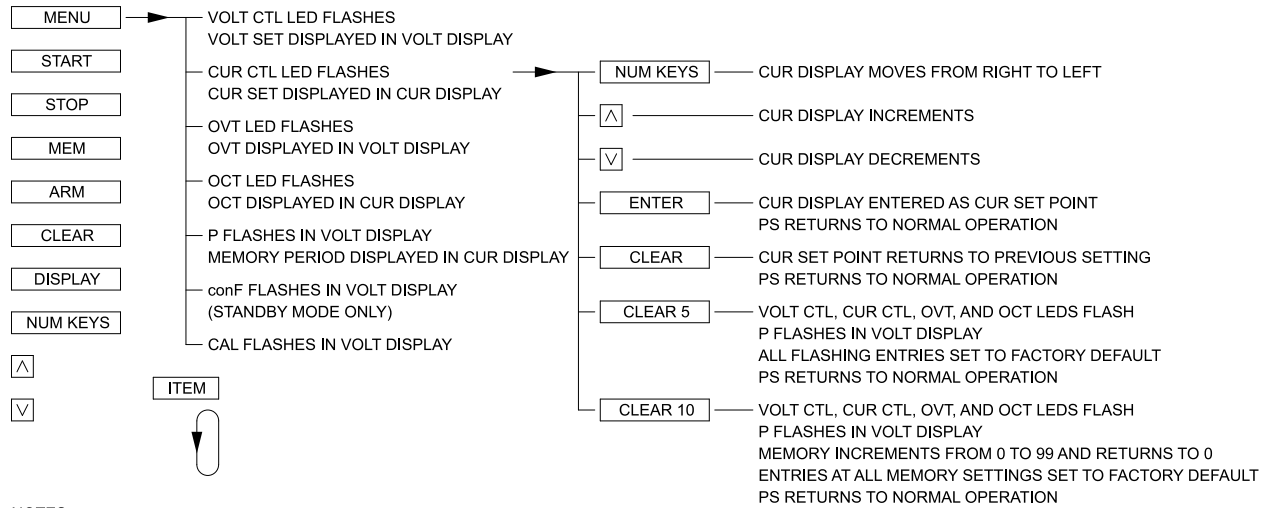 MENU
START
STOP
MEM
ARM
CLEAR
DISPLAY
NUM KEYS
VOLT CTL LED FLASHES
VOLT SET DISPLAYED IN VOLT DISPLAY
CUR CTL LED FLASHES
CUR SET DISPLAYED IN CUR DISPLAY
OVT LED FLASHES
OVT DISPLAYED IN VOLT DISPLAY
OCT LED FLASHES
OCT DISPLAYED IN CUR DISPLAY
P FLASHES IN VOLT DISPLAY
MEMORY PERIOD DISPLAYED IN CUR DISPLAY
conF FLASHES IN VOLT DISPLAY
(STANDBY MODE ONLY)
CAL FLASHES IN VOLT DISPLAY
ITEM
NUM KEYS
CUR DISPLAY MOVES FROM RIGHT TO LEFT
CUR DISPLAY INCREMENTS
CUR DISPLAY DECREMENTS
ENTER
CUR DISPLAY ENTERED AS CUR SET POINT
PS RETURNS TO NORMAL OPERATION
CLEAR
CUR SET POINT RETURNS TO PREVIOUS SETTING
PS RETURNS TO NORMAL OPERATION
CLEAR 5
VOLT CTL, CUR CTL, OVT, AND OCT LEDS FLASH
P FLASHES IN VOLT DISPLAY
ALL FLASHING ENTRIES SET TO FACTORY DEFAULT
PS RETURNS TO NORMAL OPERATION
CLEAR 10
VOLT CTL, CUR CTL, OVT, AND OCT LEDS FLASH
P FLASHES IN VOLT DISPLAY
MEMORY INCREMENTS FROM 0 TO 99 AND RETURNS TO 0
ENTRIES AT ALL MEMORY SETTINGS SET TO FACTORY DEFAULT
PS RETURNS TO NORMAL OPERATION